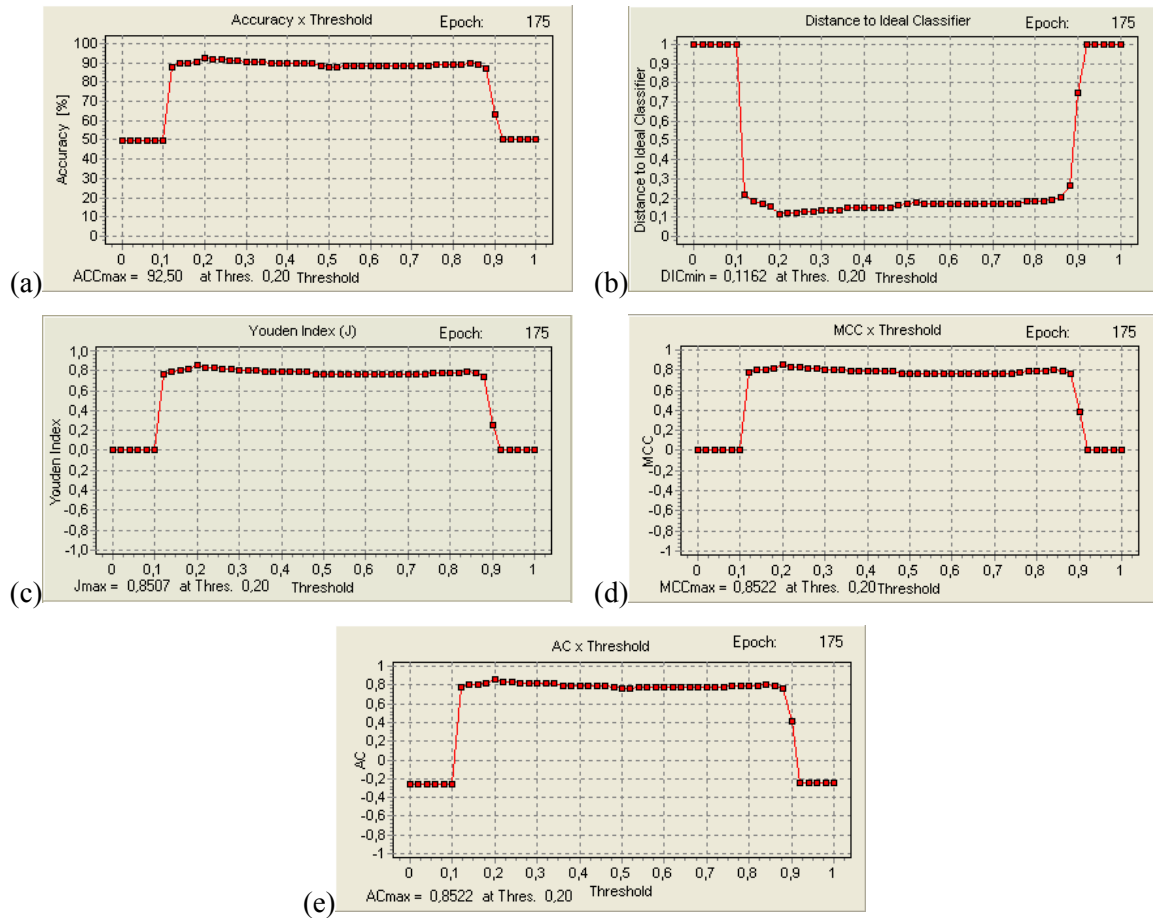 Accuracy x Threshold Epoch: 175
Accuracy [%]
100
90
80
70
60
50
40
30
20
10
0
0 0,1 0,2 0,3 0,4 0,5 0,6 0,7 0,8 0,9 1
ACCmax = 92,50 at Thres. 0,20 Threshold
(a)
Distance to Ideal Classifier Epoch: 175
Distance to Ideal Classifier
1
0,9
0,8
0,7
0,6
0,5
0,4
0,3
0,2
0,1
0
0 0,1 0,2 0,3 0,4 0,5 0,6 0,7 0,8 0,9 1
DICmin = 0,1162 at Thres. 0,20 Threshold
(b)
Youden Index (J) Epoch: 175
Youden Index
1,0
0,8
0,6
0,4
0,2
0,0
-0,2
-0,4
-0,6
-0,8
-1,0
0 0,1 0,2 0,3 0,4 0,5 0,6 0,7 0,8 0,9 1
Jmax = 0,8507 at Thres. 0,20 Threshold
(c)
MCC x Threshold Epoch: 175
MCC
1
0,8
0,6
0,4
0,2
0
-0,2
-0,4
-0,6
-0,8
-1
0 0,1 0,2 0,3 0,4 0,5 0,6 0,7 0,8 0,9 1
MCCmax = 0,8522 at Thres. 0,20 Threshold
(d)
AC x Threshold Epoch: 175
AC
1
0,8
0,6
0,4
0,2
0
-0,2
-0,4
-0,6
-0,8
-1
0 0,1 0,2 0,3 0,4 0,5 0,6 0,7 0,8 0,9 1
ACmax = 0,8522 at Thres. 0,20 Threshold
(e)